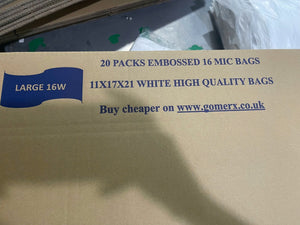 20 PACKS EMBOSSED 16 MIC BAGS
LARGE 16W
11X17X21 WHITE HIGH QUALITY BAGS
Buy cheaper on www.gomerx.co.uk